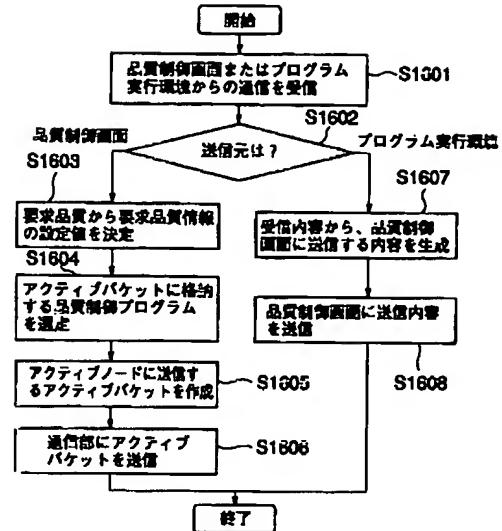 開始
品質制御画面またはプログラム
実行環境からの通信を受信
S1601
S1602
送信元は?
品質制御画面
プログラム実行環境
S1603
要求品質から要求品質情報
の設定値を決定
S1604
アクティブパケットに格納
する品質制御プログラム
を選定
アクティブノードに送信す
るアクティブパケットを作成
S1605
通信部にアクティブ
パケットを送信
S1606
S1607
受信内容から、品質制御
画面に送信する内容を生成
品質制御画面に送信内容
を送信
S1608
終了